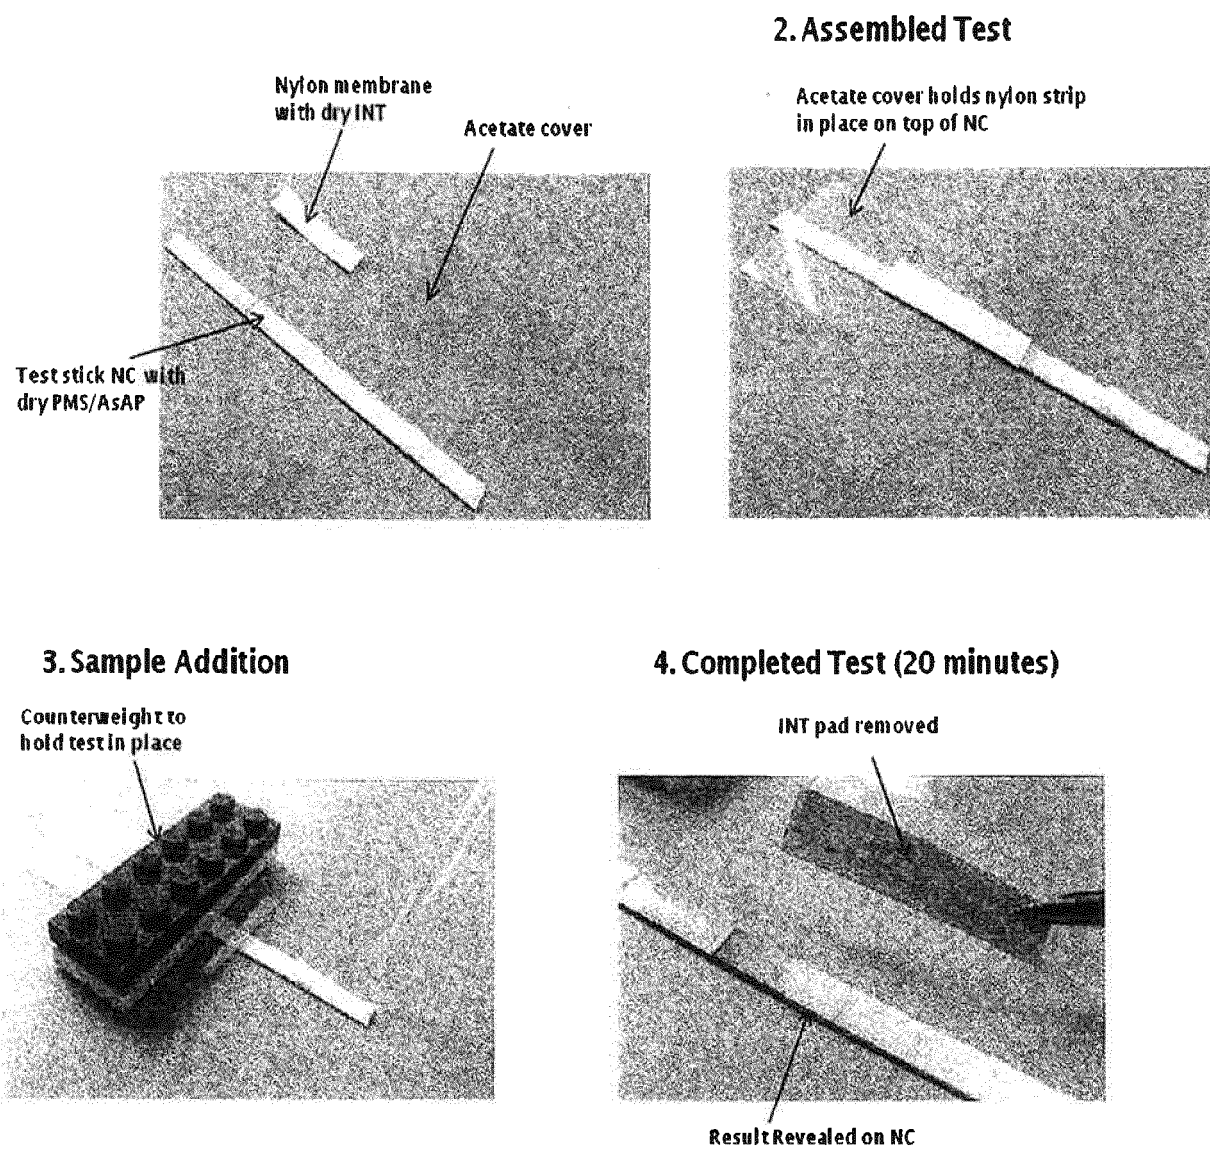 2. Assembled Test
Nylon membrane
with dry INT
Acetate cover
Acetate cover holds nylon strip
in place on top of NC
Test stick NC with
dry PMS/AsAP
3. Sample Addition
4. Completed Test (20 minutes)
Counterweight to
hold test in place
INT pad removed
Result Revealed on NC